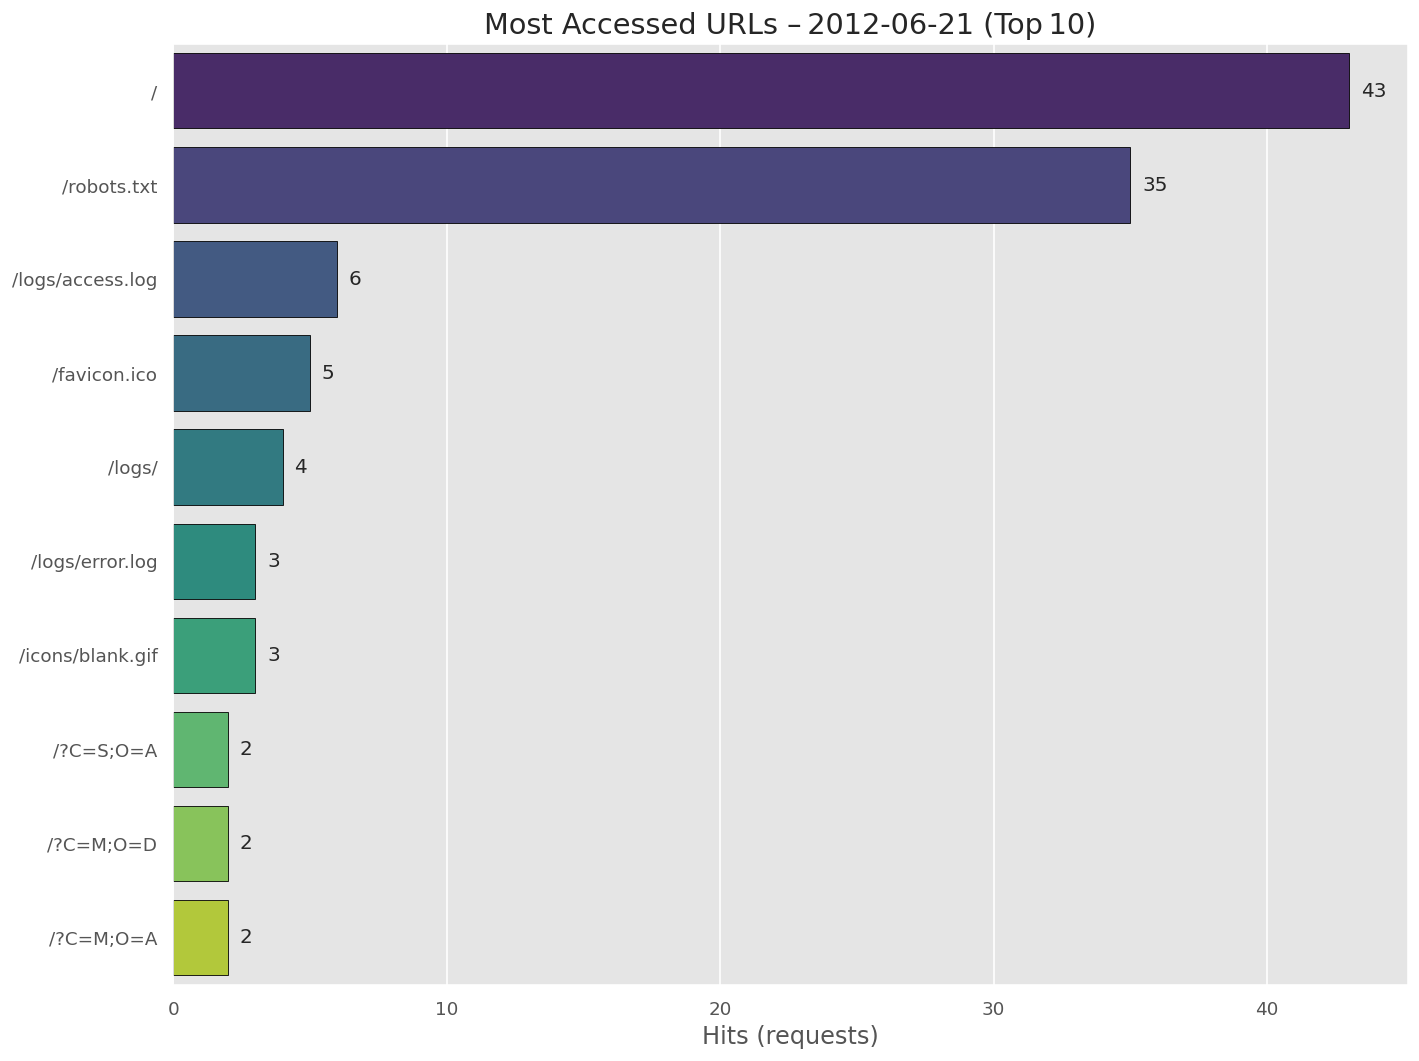 Most Accessed URLs – 2012-06-21 (Top 10)
/ 43
/robots.txt 35
/logs/access.log 6
/favicon.ico 5
/logs/ 4
/logs/error.log 3
/icons/blank.gif 3
/?C=S;O=A 2
/?C=M;O=D 2
/?C=M;O=A 2
0 10 20 30 40
Hits (requests)